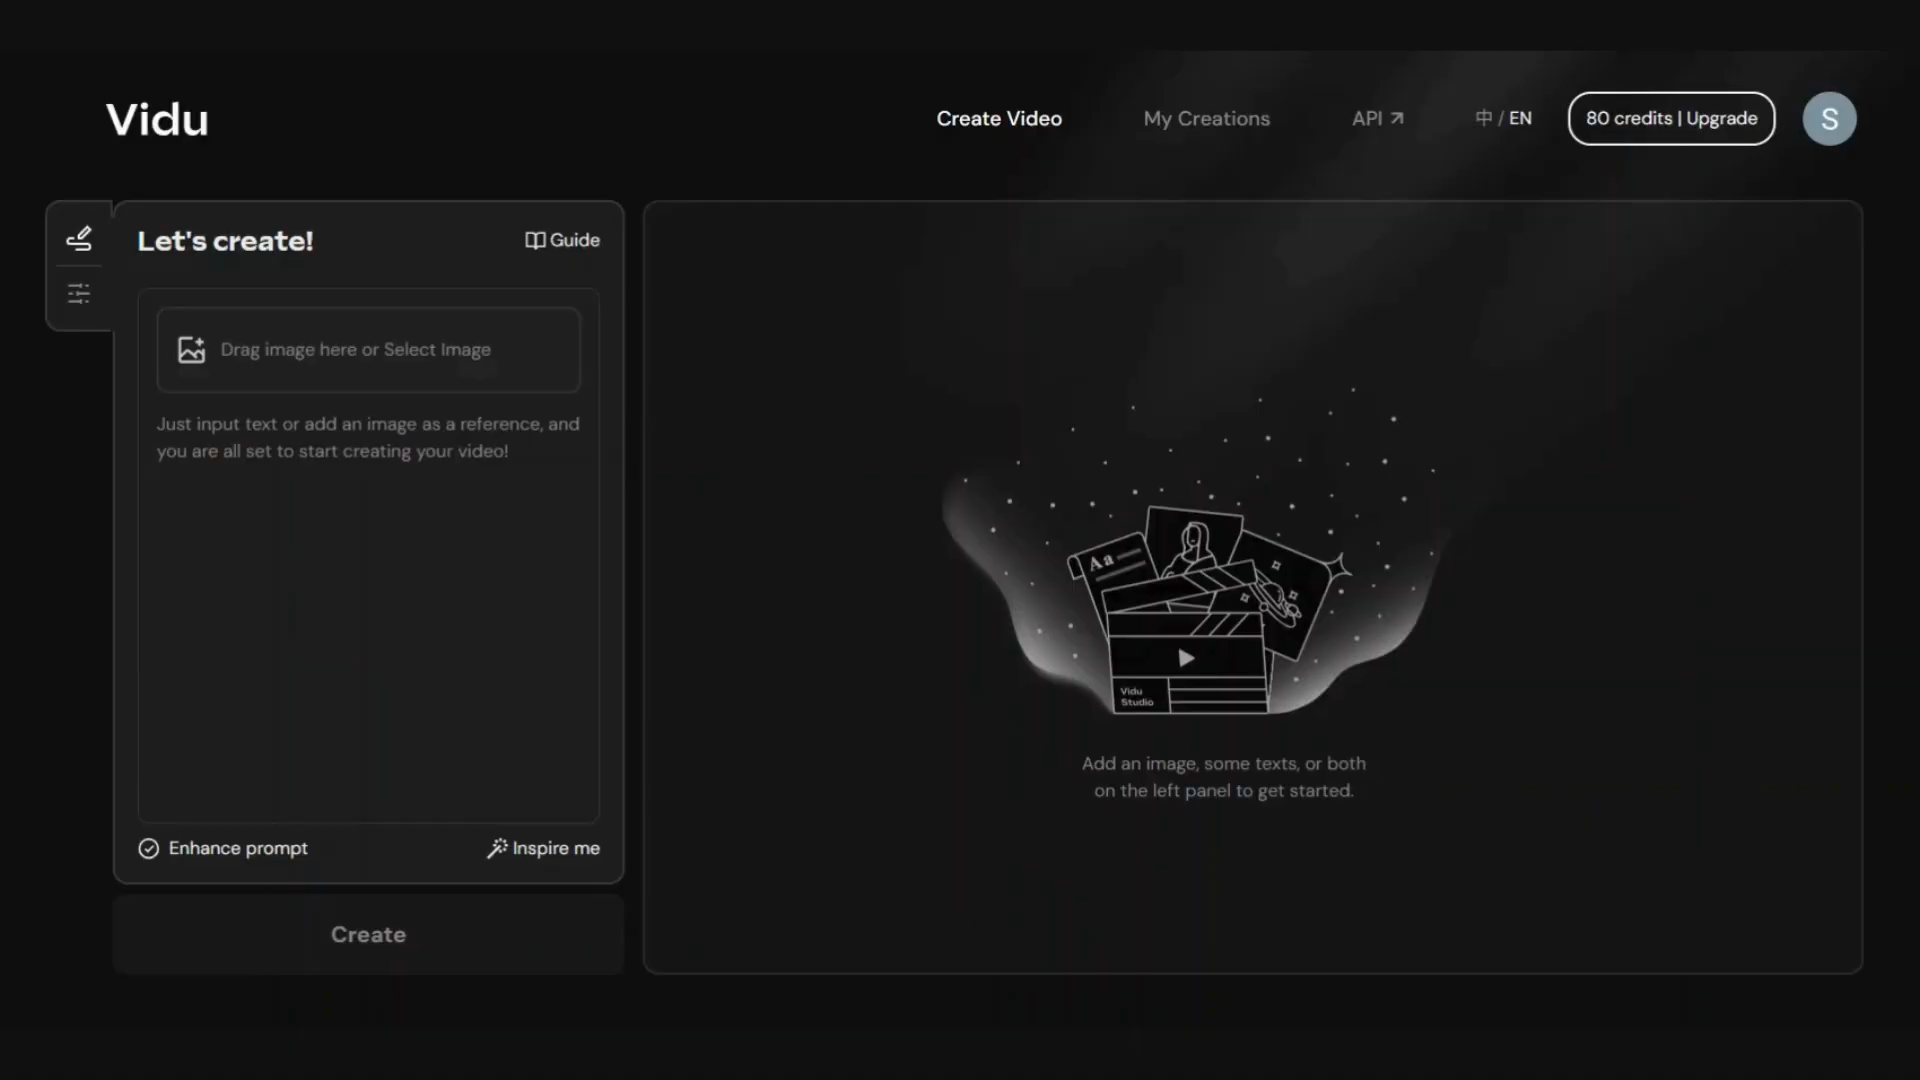 Vidu
Create Video
My Creations
API
中 / EN
80 credits | Upgrade
S
Let's create!
Guide
Drag image here or Select Image
Just input text or add an image as a reference, and
you are all set to start creating your video!
Enhance prompt
Inspire me
Create
Aa
Vidu
Studio
Add an image, some texts, or both
on the left panel to get started.